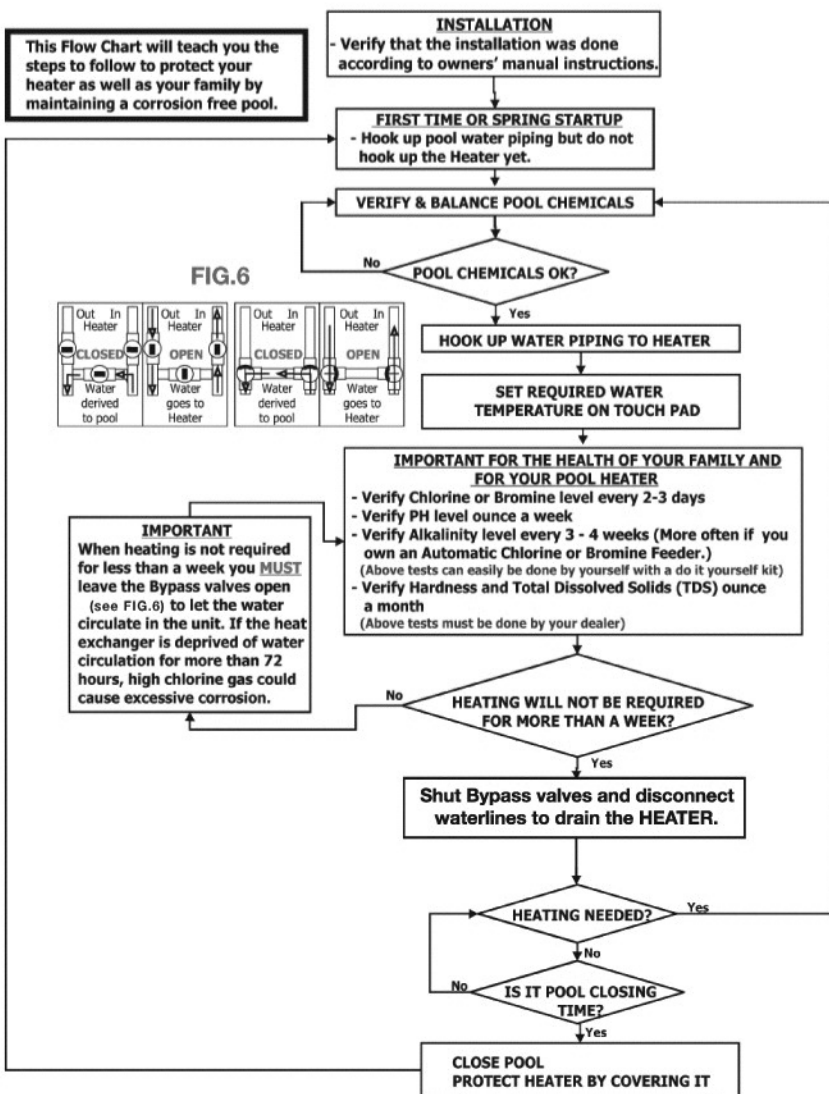 This Flow Chart will teach you the
steps to follow to protect your
heater as well as your family by
maintaining a corrosion free pool.
INSTALLATION
- Verify that the installation was done
according to owners' manual instructions.
FIRST TIME OR SPRING STARTUP
- Hook up pool water piping but do not
hook up the Heater yet.
VERIFY & BALANCE POOL CHEMICALS
No
POOL CHEMICALS OK?
Yes
FIG.6
Out In
Heater
CLOSED
Water
derived
to pool
Out In
Heater
OPEN
Water
goes to
Heater
Out In
Heater
CLOSED
Water
derived
to pool
Out In
Heater
OPEN
Water
goes to
Heater
HOOK UP WATER PIPING TO HEATER
SET REQUIRED WATER
TEMPERATURE ON TOUCH PAD
IMPORTANT FOR THE HEALTH OF YOUR FAMILY AND
FOR YOUR POOL HEATER
- Verify Chlorine or Bromine level every 2-3 days
- Verify PH level ounce a week
- Verify Alkalinity level every 3 - 4 weeks (More often if you
own an Automatic Chlorine or Bromine Feeder.)
(Above tests can easily be done by yourself with a do it yourself kit)
- Verify Hardness and Total Dissolved Solids (TDS) ounce
a month
(Above tests must be done by your dealer)
IMPORTANT
When heating is not required
for less than a week you MUST
leave the Bypass valves open
(see FIG.6) to let the water
circulate in the unit. If the heat
exchanger is deprived of water
circulation for more than 72
hours, high chlorine gas could
cause excessive corrosion.
No
HEATING WILL NOT BE REQUIRED
FOR MORE THAN A WEEK?
Yes
Shut Bypass valves and disconnect
waterlines to drain the HEATER.
HEATING NEEDED?
Yes
No
No
IS IT POOL CLOSING
TIME?
Yes
CLOSE POOL
PROTECT HEATER BY COVERING IT